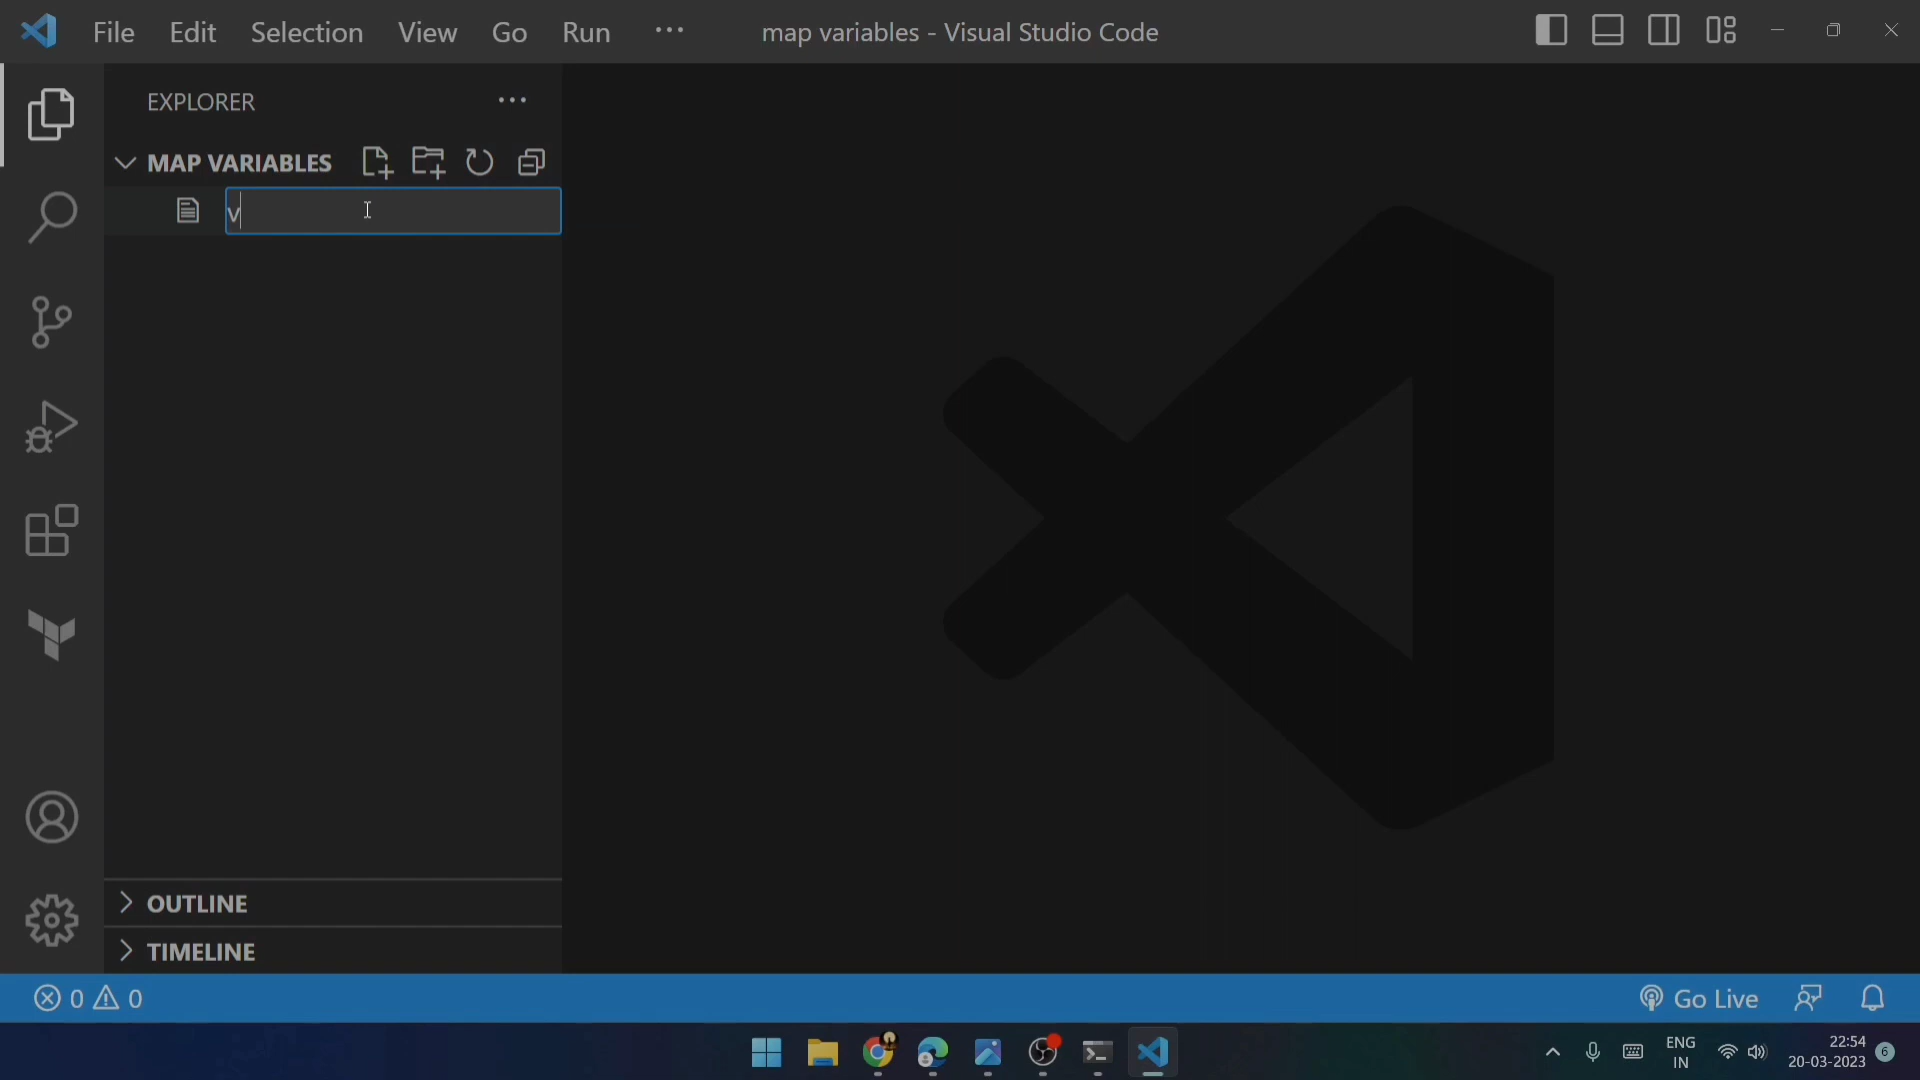 File Edit Selection View Go Run ··· map variables - Visual Studio Code
EXPLORER ···
MAP VARIABLES
v
OUTLINE
TIMELINE
0 0 Go Live
ENG
IN
22:54
20-03-2023
6